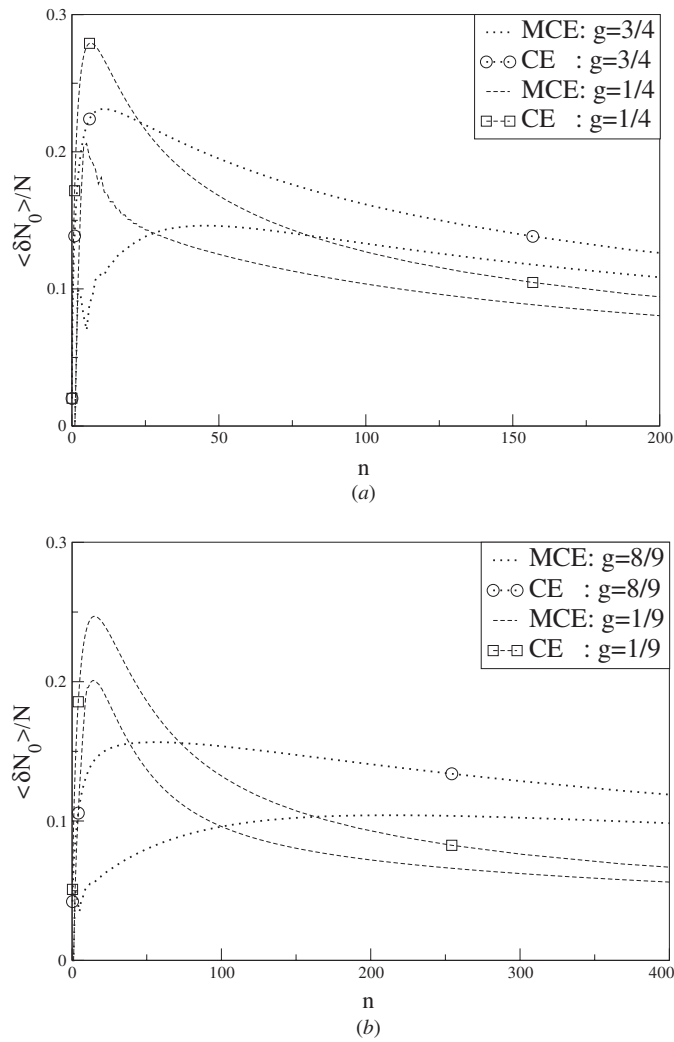 0.3
MCE: g=3/4
CE : g=3/4
MCE: g=1/4
CE : g=1/4
0.2
<δN₀>/N
0.1
0
0 50 100 150 200
n
(a)
0.3
MCE: g=8/9
CE : g=8/9
MCE: g=1/9
CE : g=1/9
0.2
<δN₀>/N
0.1
0
0 100 200 300 400
n
(b)